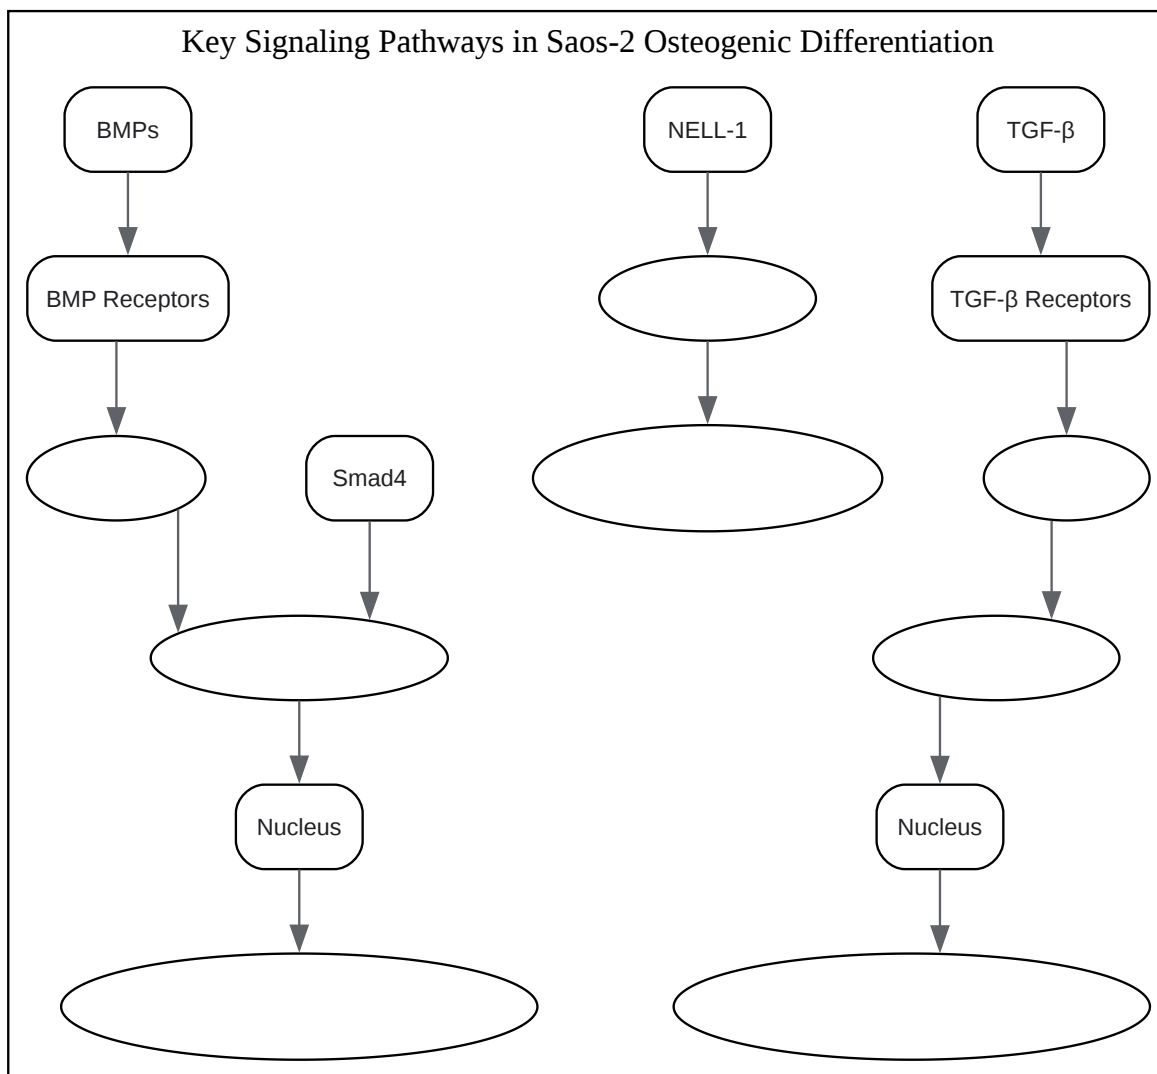 Key Signaling Pathways in Saos-2 Osteogenic Differentiation
BMPs
NELL-1
TGF-β
BMP Receptors
TGF-β Receptors
Smad4
Nucleus
Nucleus